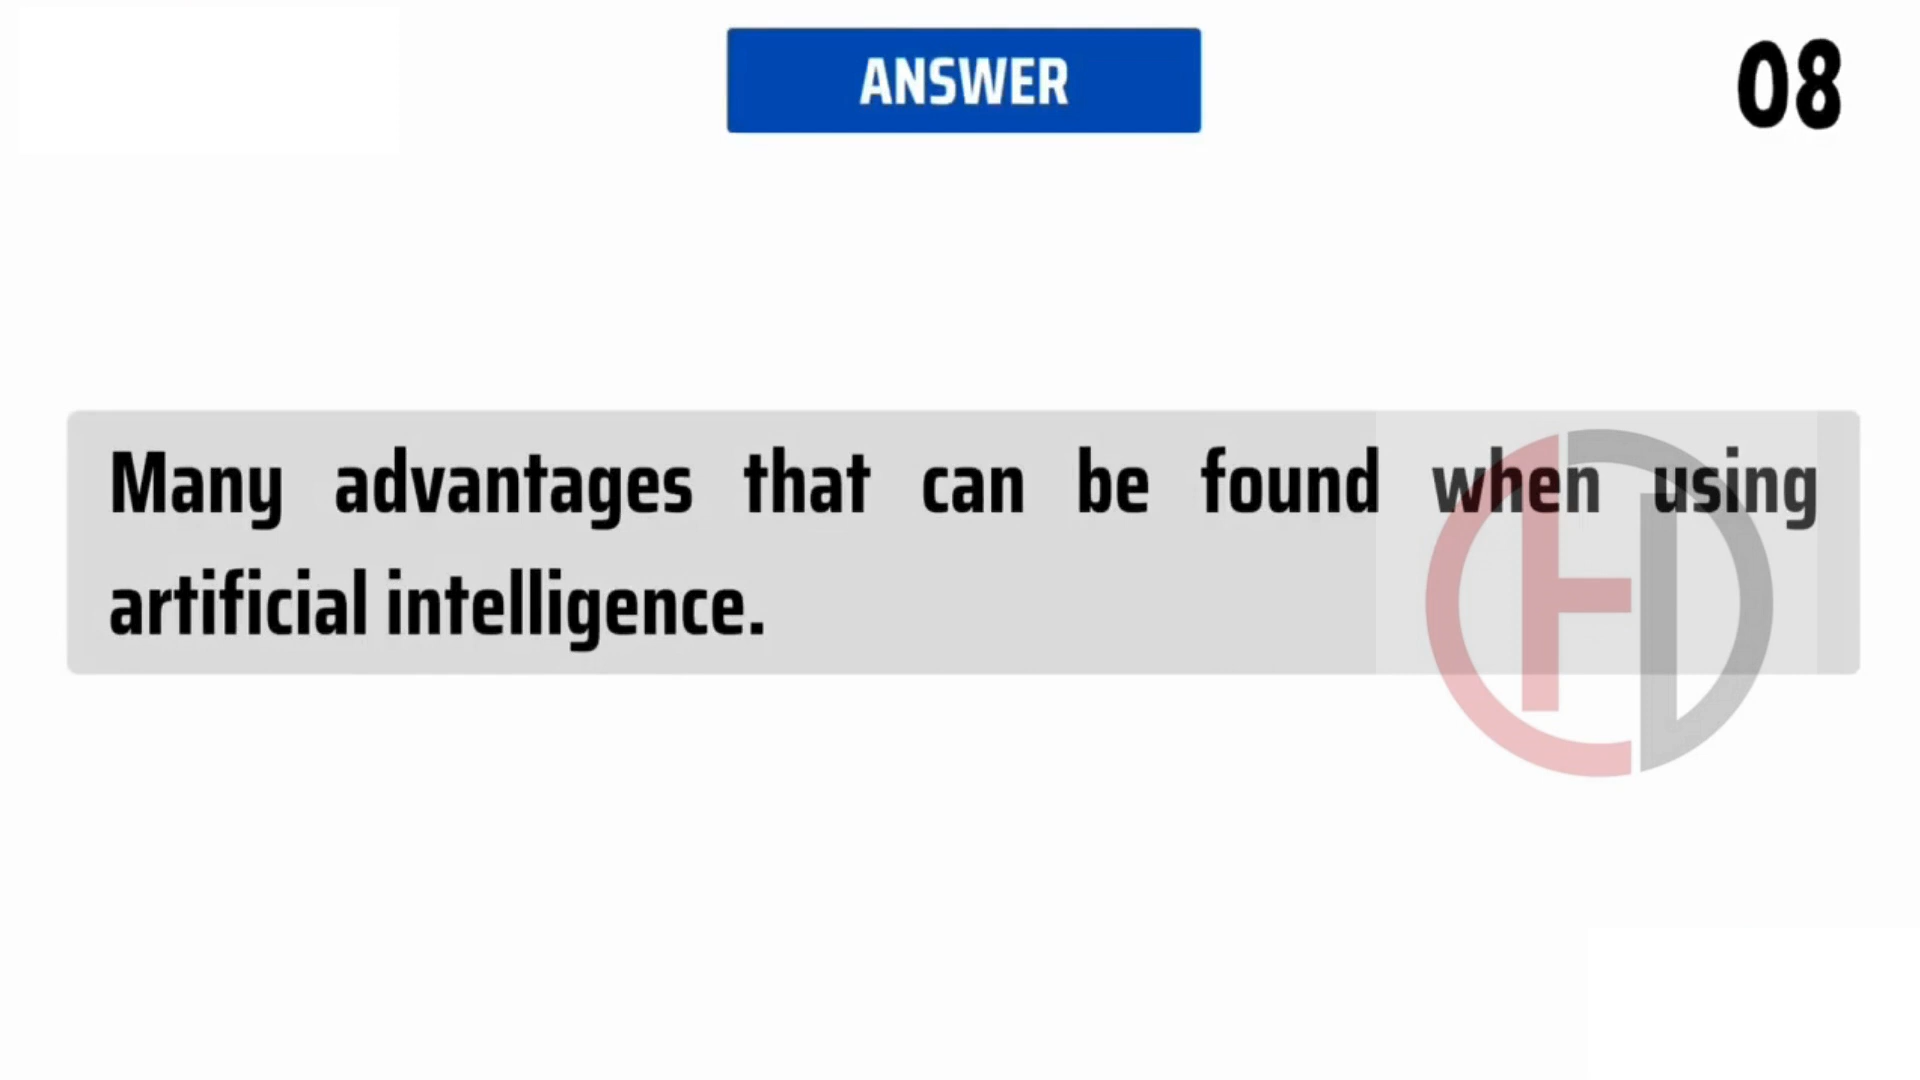 ANSWER
08
Many advantages that can be found when using
artificial intelligence.